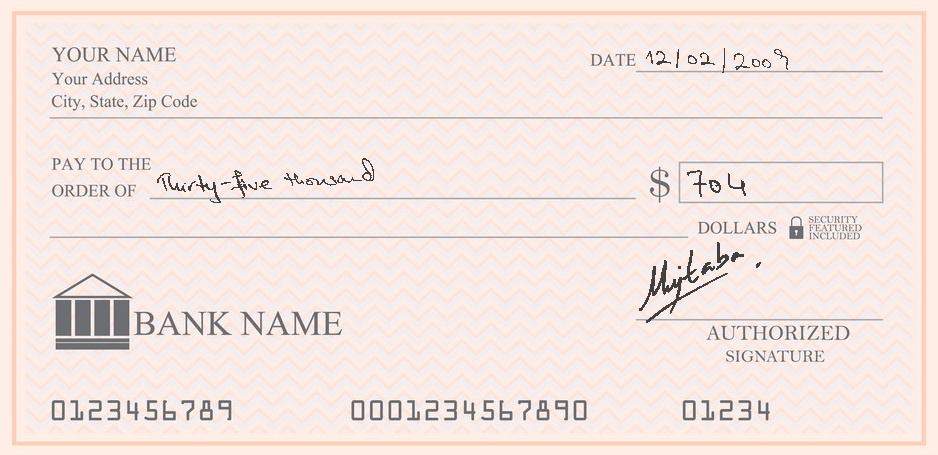 YOUR NAME
Your Address
City, State, Zip Code
DATE 12/02/2009
PAY TO THE
ORDER OF Thirty-five thousand $ 704
DOLLARS
SECURITY
FEATURED
INCLUDED
Mujtaba.
BANK NAME
AUTHORIZED
SIGNATURE
0123456789 0001234567890 01234